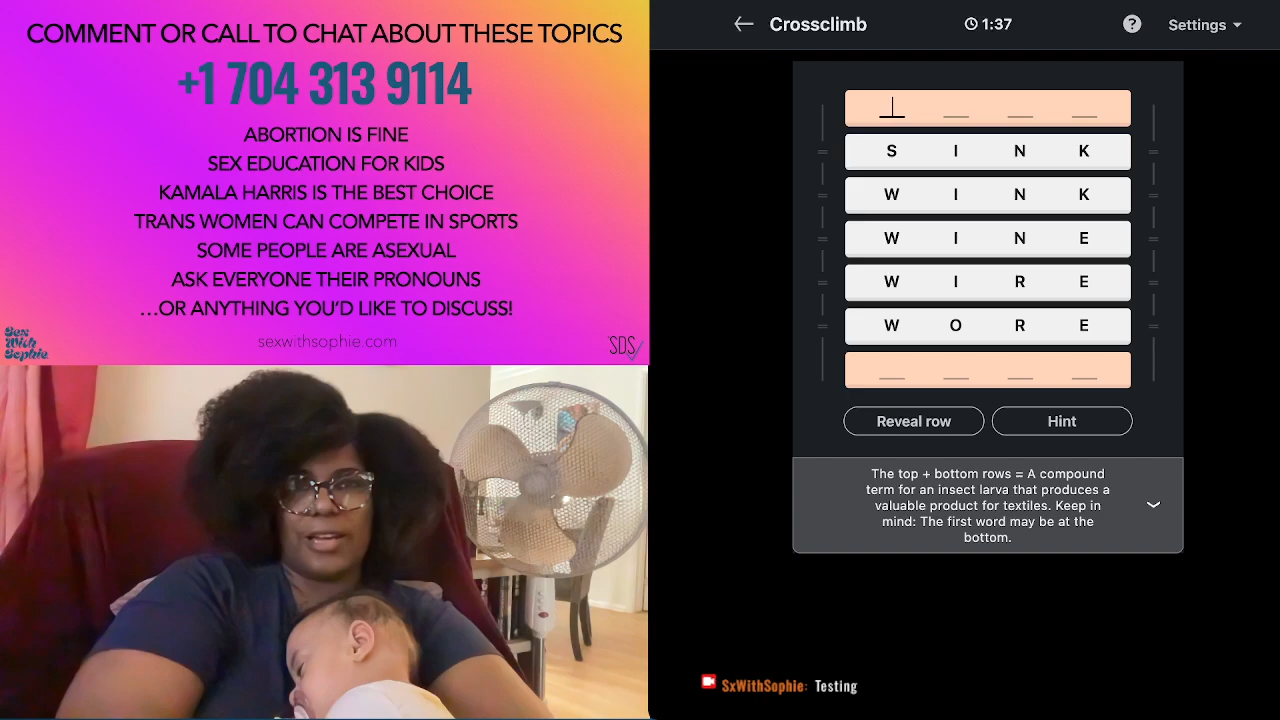 COMMENT OR CALL TO CHAT ABOUT THESE TOPICS
+1 704 313 9114
ABORTION IS FINE
SEX EDUCATION FOR KIDS
KAMALA HARRIS IS THE BEST CHOICE
TRANS WOMEN CAN COMPETE IN SPORTS
SOME PEOPLE ARE ASEXUAL
ASK EVERYONE THEIR PRONOUNS
...OR ANYTHING YOU'D LIKE TO DISCUSS!
sexwithsophie.com
Sex
With
Sophie
SDS
Crossclimb
1:37
?
Settings
S I N K
W I N K
W I N E
W I R E
W O R E
Reveal row
Hint
The top + bottom rows = A compound
term for an insect larva that produces a
valuable product for textiles. Keep in
mind: The first word may be at the
bottom.
SxWithSophie: Testing